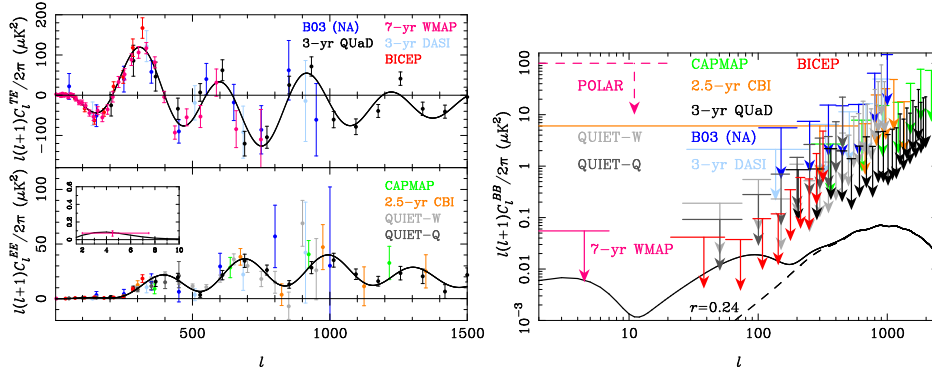 l(l+1)C_l^{TE}/2π (μK²)
200
100
0
−100
B03 (NA)
3−yr QUaD
7−yr WMAP
3−yr DASI
BICEP
l(l+1)C_l^{EE}/2π (μK²)
100
50
0
0.6
0.4
0.2
0
2 4 6 8 10
CAPMAP
2.5−yr CBI
QUIET−W
QUIET−Q
500 1000 1500
l
l(l+1)C_l^{BB}/2π (μK²)
100
10
1
0.1
0.01
10⁻³
POLAR
CAPMAP
BICEP
2.5−yr CBI
3−yr QUaD
QUIET−W
B03 (NA)
QUIET−Q
3−yr DASI
7−yr WMAP
r=0.24
10 100 1000
l